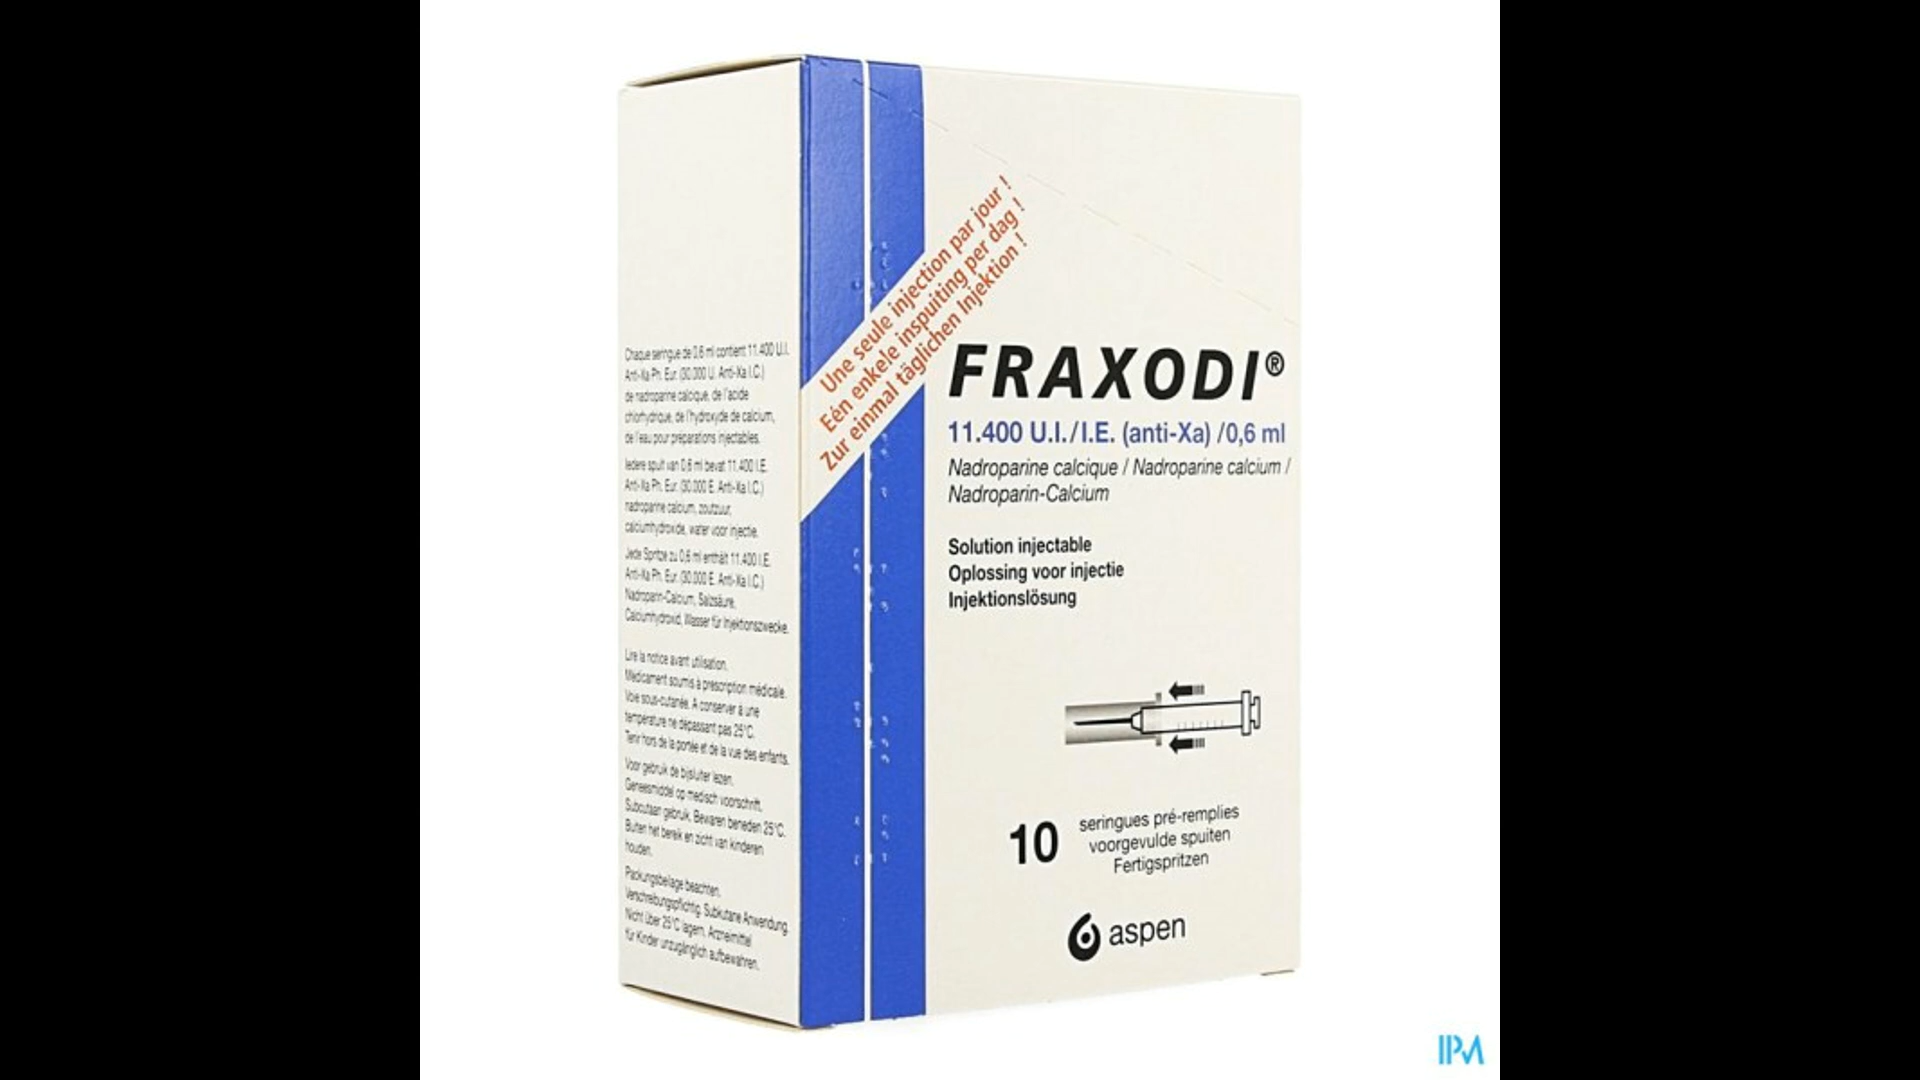 Une seule injection par jour !
Eén enkele inspuiting per dag !
Zur einmal täglichen Injektion !
FRAXODI®
11.400 U.I./I.E. (anti-Xa) /0,6 ml
Nadroparine calcique / Nadroparine calcium /
Nadroparin-Calcium
Solution injectable
Oplossing voor injectie
Injektionslösung
10
seringues pré-remplies
voorgevulde spuiten
Fertigspritzen
aspen
Chaque seringue de 0,6 ml contient 11.400 U.I.
Anti-Xa Ph. Eur. (30.000 U. Anti-Xa I.C.)
de nadroparine calcique, de l'acide
chlorhydrique, de l'hydroxyde de calcium,
de l'eau pour préparations injectables.
Iedere spuit van 0,6 ml bevat 11.400 I.E.
Anti-Xa Ph. Eur. (30.000 E. Anti-Xa I.C.)
nadroparine calcium, zoutzuur,
calciumhydroxide, water voor injectie.
Jede Spritze zu 0,6 ml enthält 11.400 I.E.
Anti-Xa Ph. Eur. (30.000 E. Anti-Xa I.C.)
Nadroparin-Calcium, Salzsäure,
Calciumhydroxid, Wasser für Injektionszwecke.
Lire la notice avant utilisation.
Médicament soumis à prescription médicale.
Voie sous-cutanée. A conserver à une
température ne dépassant pas 25°C.
Tenir hors de la portée et de la vue des enfants.
Voor gebruik de bijsluiter lezen.
Geneesmiddel op medisch voorschrift.
Subcutaan gebruik. Bewaren beneden 25°C.
Buiten het bereik en zicht van kinderen
houden.
Packungsbeilage beachten.
Verschreibungspflichtig. Subkutane Anwendung.
Nicht über 25°C lagern. Arzneimittel
für Kinder unzugänglich aufbewahren.
IPM